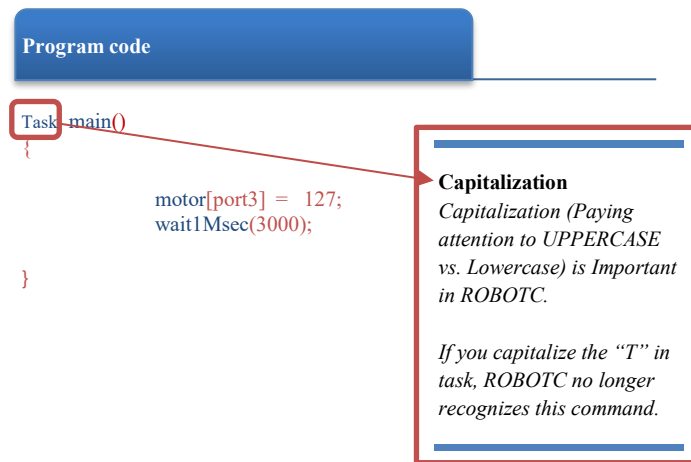 Program code
Task main()
{
motor[port3] = 127;
wait1Msec(3000);
}
Capitalization
Capitalization (Paying
attention to UPPERCASE
vs. Lowercase) is Important
in ROBOTC.
If you capitalize the “T” in
task, ROBOTC no longer
recognizes this command.